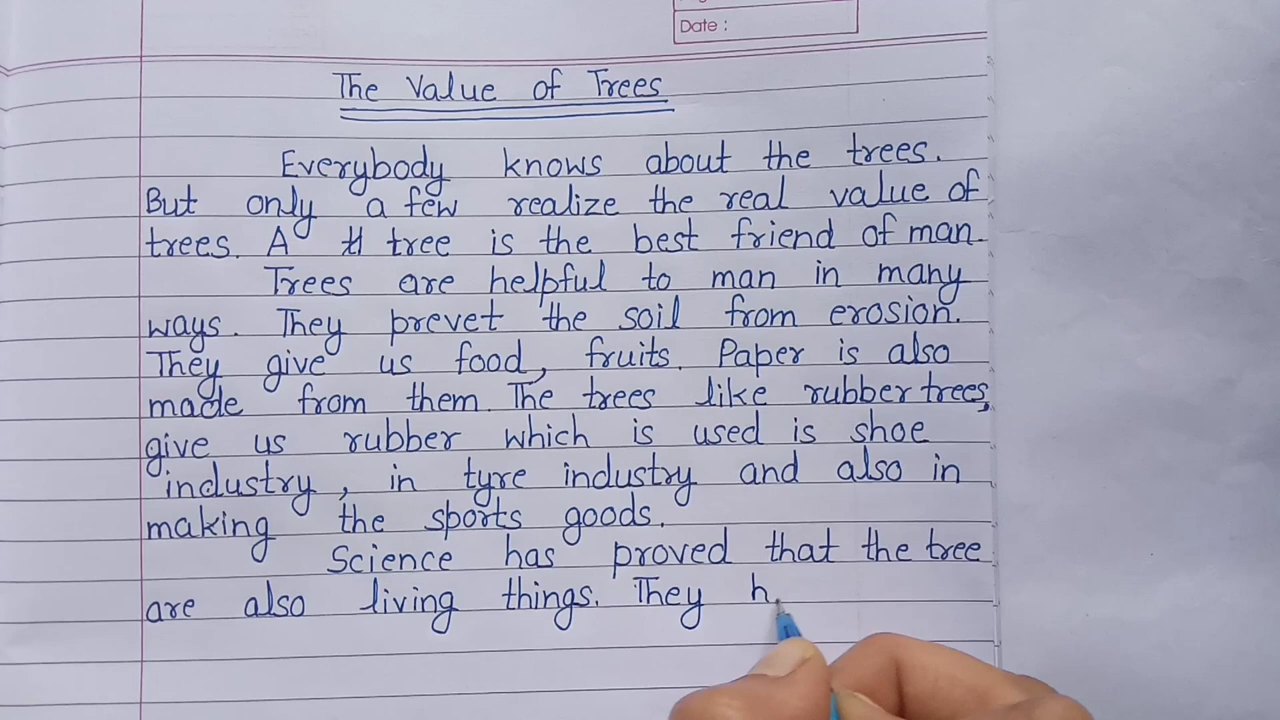 Date :
The Value of Trees
Everybody knows about the trees.
But only a few realize the real value of
trees. A tree is the best friend of man.
Trees are helpful to man in many
ways. They prevet the soil from erosion.
They give us food, fruits. Paper is also
made from them. The trees like rubber trees,
give us rubber which is used is shoe
industry, in tyre industry and also in
making the sports goods.
Science has proved that the tree
are also living things. They h